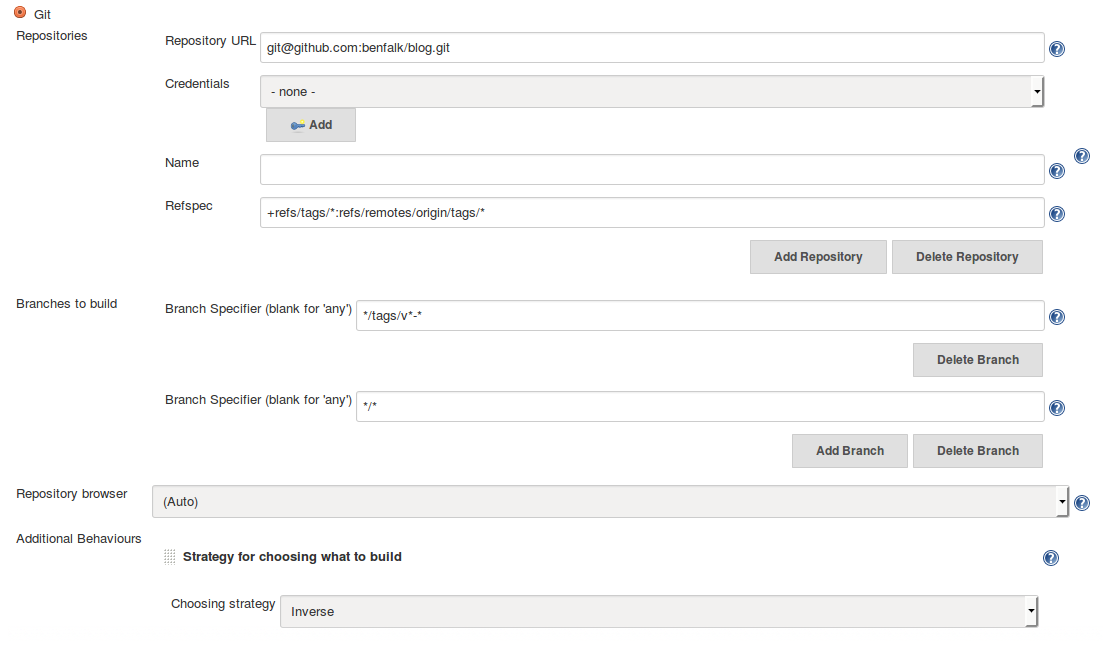 Git
Repositories
Repository URL git@github.com:benfalk/blog.git
Credentials - none -
Add
Name
Refspec +refs/tags/*:refs/remotes/origin/tags/*
Add Repository Delete Repository
Branches to build Branch Specifier (blank for 'any') */tags/v*-*
Delete Branch
Branch Specifier (blank for 'any') */*
Add Branch Delete Branch
Repository browser (Auto)
Additional Behaviours
Strategy for choosing what to build
Choosing strategy Inverse